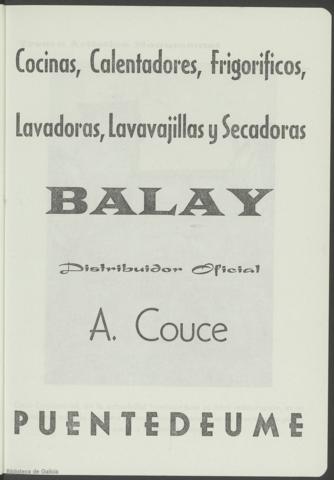 Cocinas, Calentadores, Frigoríficos,
Lavadoras, Lavavajillas y Secadoras
BALAY
Distribuidor Oficial
A. Couce
PUENTEDEUME
Biblioteca de Galicia